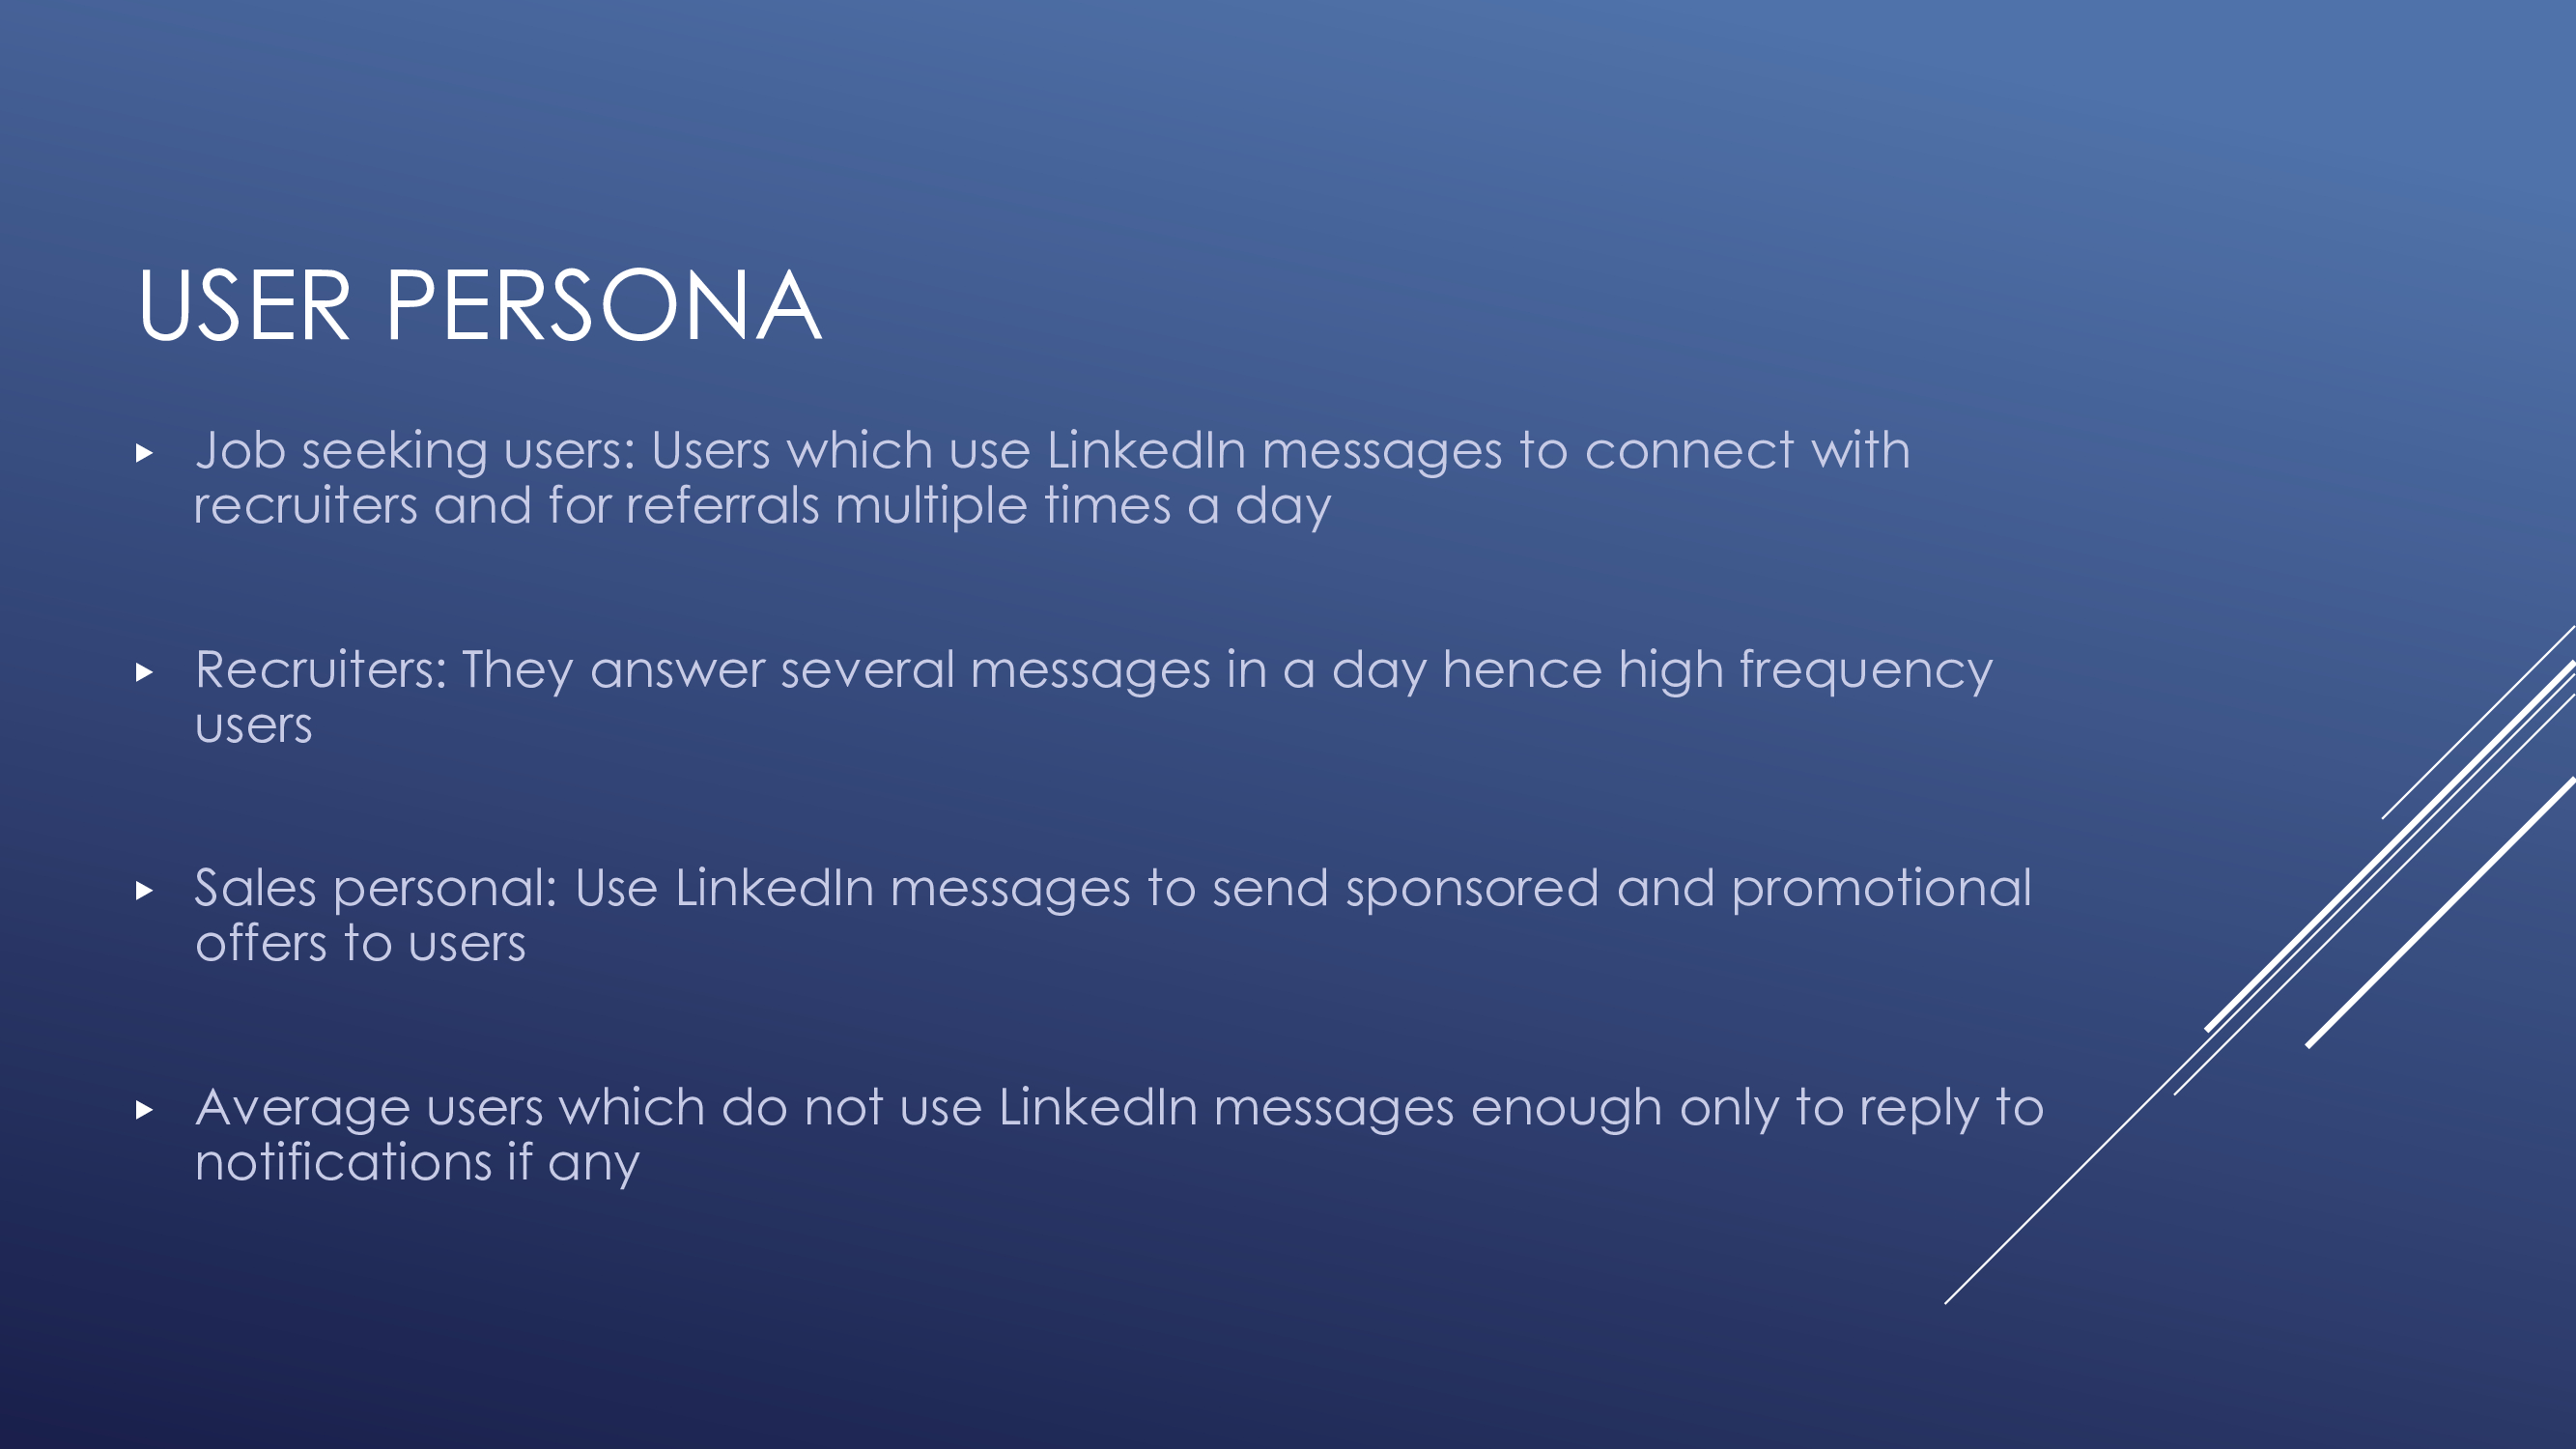 USER PERSONA
Job seeking users: Users which use LinkedIn messages to connect with
recruiters and for referrals multiple times a day
Recruiters: They answer several messages in a day hence high frequency
users
Sales personal: Use LinkedIn messages to send sponsored and promotional
offers to users
Average users which do not use LinkedIn messages enough only to reply to
notifications if any